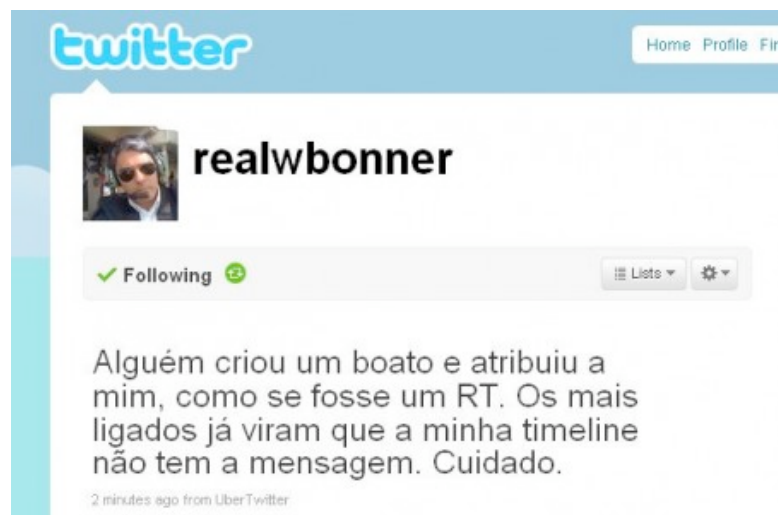 twitter
Home Profile
realwbonner
Following
Lists
Alguém criou um boato e atribuiu a
mim, como se fosse um RT. Os mais
ligados já viram que a minha timeline
não tem a mensagem. Cuidado.
2 minutes ago from UberTwitter